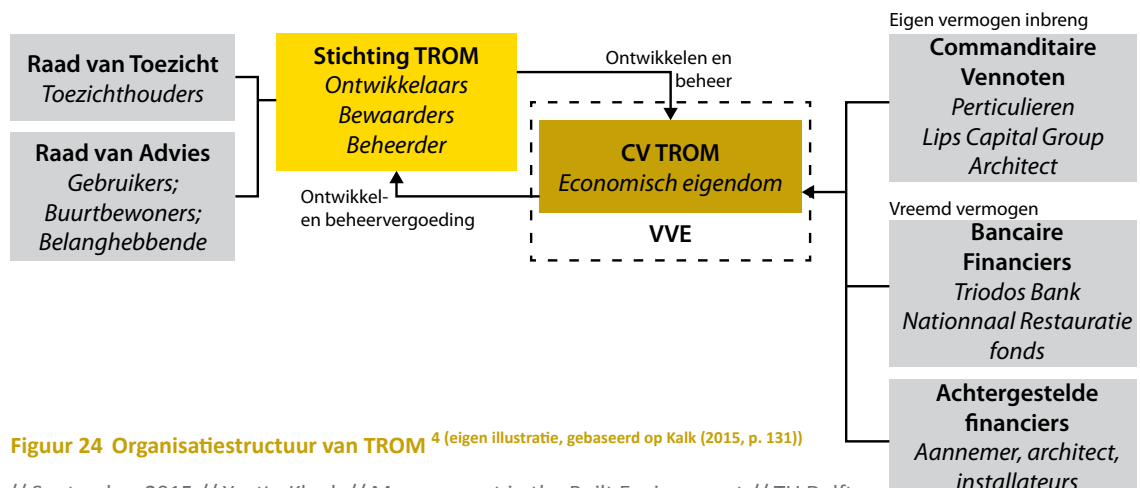 Raad van Toezicht
Toezichthouders
Raad van Advies
Gebruikers;
Buurtbewoners;
Belanghebbende
Stichting TROM
Ontwikkelaars
Bewaarders
Beheerder
Ontwikkelen en
beheer
Ontwikkel-
en beheervergoeding
CV TROM
Economisch eigendom
VVE
Eigen vermogen inbreng
Commanditaire
Vennoten
Perticulieren
Lips Capital Group
Architect
Vreemd vermogen
Bancaire
Financiers
Triodos Bank
Nationnaal Restauratie
fonds
Achtergestelde
financiers
Aannemer, architect,
installateurs
Figuur 24 Organisatiestructuur van TROM 4 (eigen illustratie, gebaseerd op Kalk (2015, p. 131))